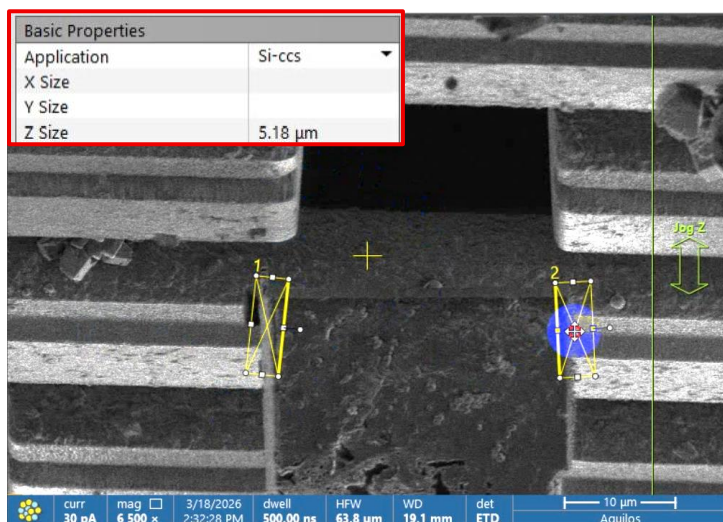 Basic Properties
Application Si-ccs
X Size
Y Size
Z Size 5.18 µm
Jog Z
1
2
curr mag 3/18/2026 dwell HFW WD det 10 µm
30 pA 6 500 × 2:32:28 PM 500.00 ns 63.8 µm 19.1 mm ETD Aquilos